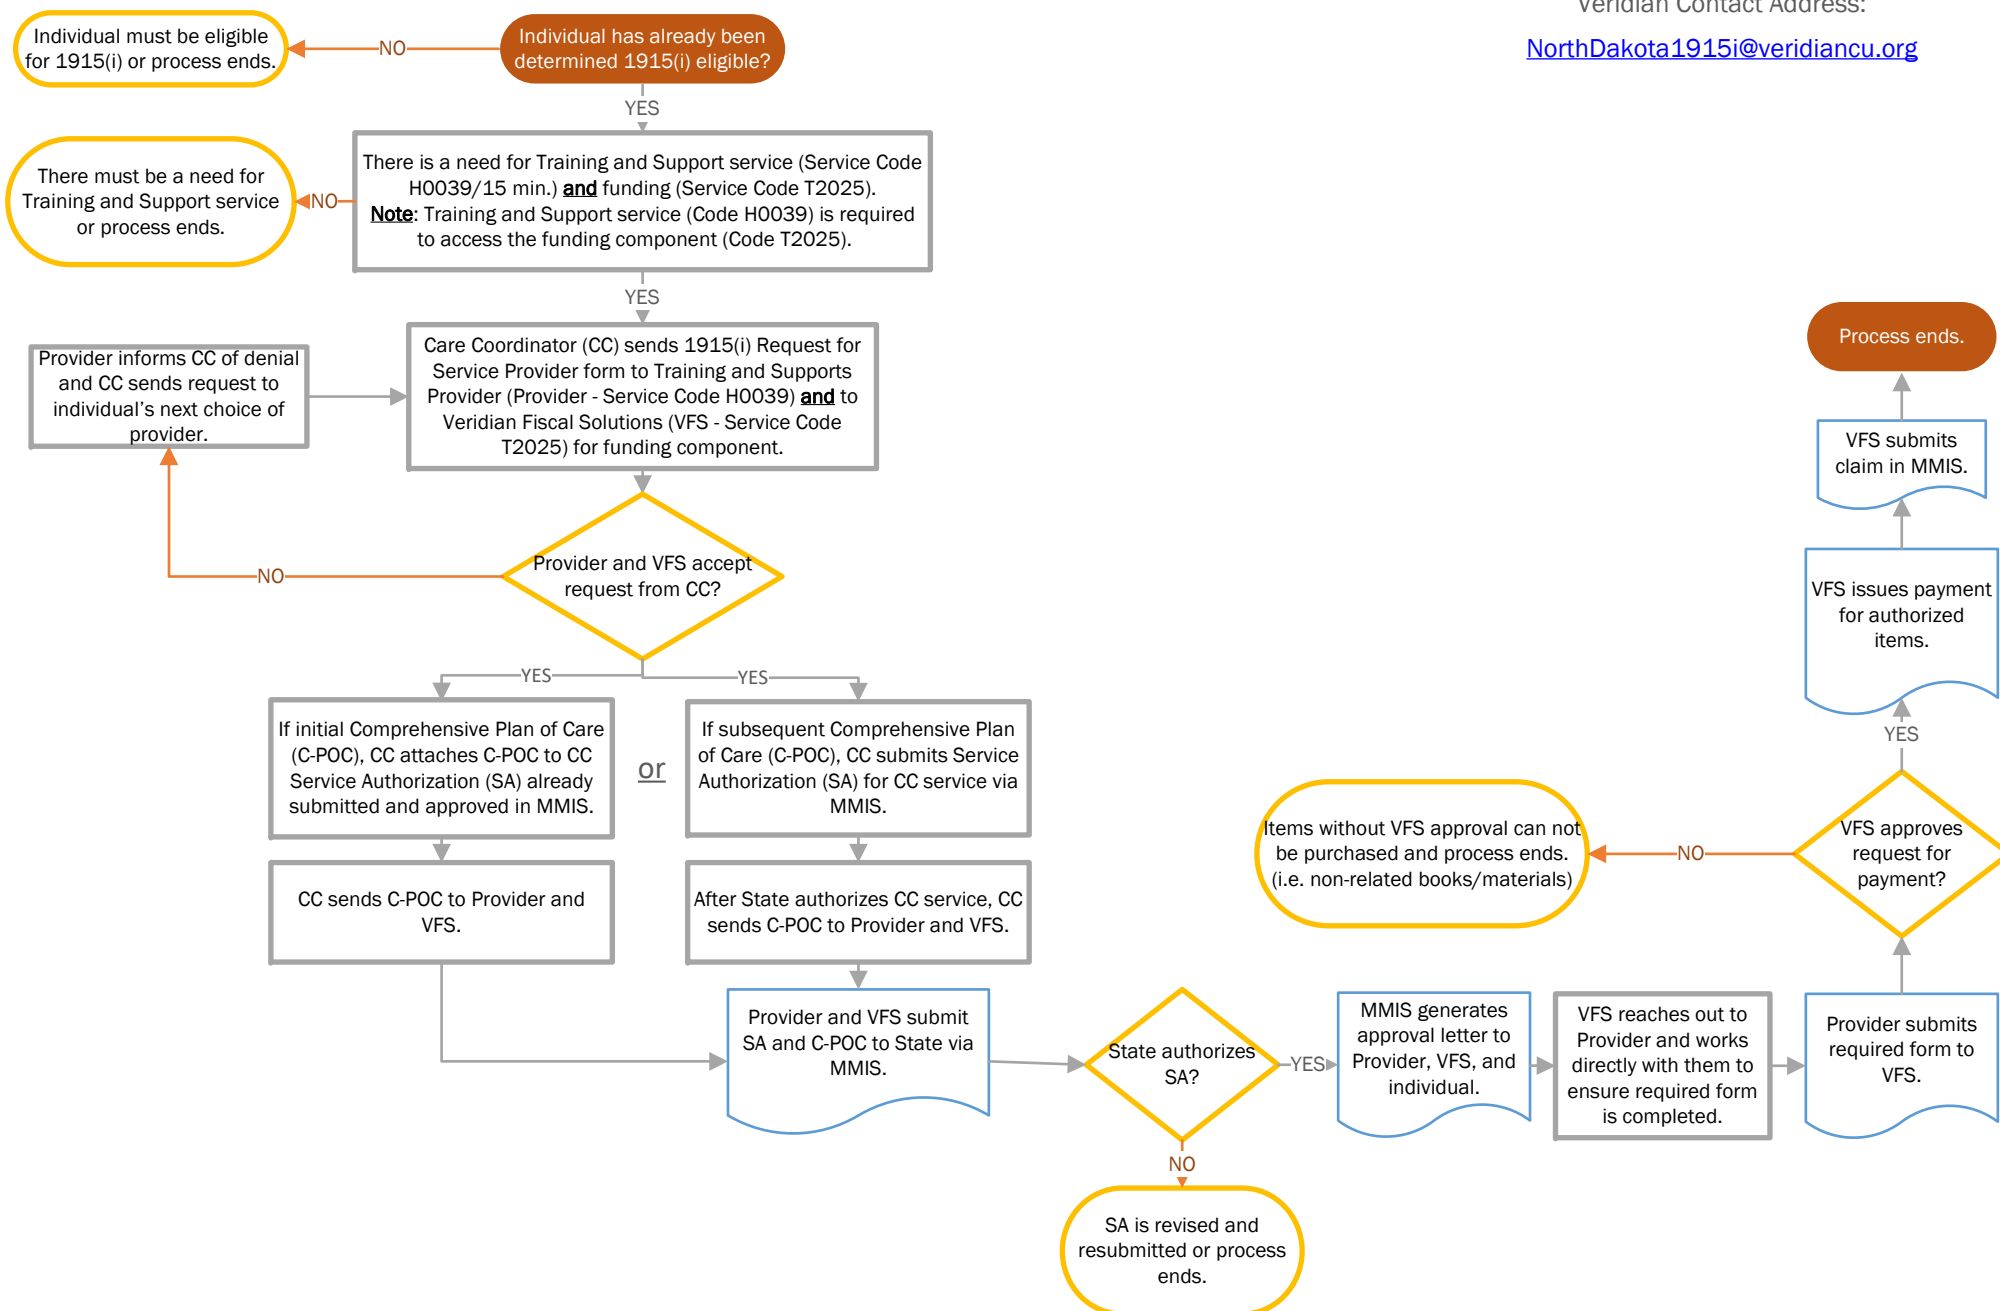 Veridian Contact Address:
NorthDakota1915i@veridiancu.org
Individual must be eligible
for 1915(i) or process ends.
NO
Individual has already been
determined 1915(i) eligible?
YES
There must be a need for
Training and Support service
or process ends.
NO
There is a need for Training and Support service (Service Code
H0039/15 min.) and funding (Service Code T2025).
Note: Training and Support service (Code H0039) is required
to access the funding component (Code T2025).
YES
Provider informs CC of denial
and CC sends request to
individual's next choice of
provider.
Care Coordinator (CC) sends 1915(i) Request for
Service Provider form to Training and Supports
Provider (Provider - Service Code H0039) and to
Veridian Fiscal Solutions (VFS - Service Code
T2025) for funding component.
NO
Provider and VFS accept
request from CC?
YES
YES
If initial Comprehensive Plan of Care
(C-POC), CC attaches C-POC to CC
Service Authorization (SA) already
submitted and approved in MMIS.
or
If subsequent Comprehensive Plan
of Care (C-POC), CC submits Service
Authorization (SA) for CC service via
MMIS.
CC sends C-POC to Provider and
VFS.
After State authorizes CC service, CC
sends C-POC to Provider and VFS.
Provider and VFS submit
SA and C-POC to State via
MMIS.
State authorizes
SA?
NO
SA is revised and
resubmitted or process
ends.
YES
MMIS generates
approval letter to
Provider, VFS, and
individual.
VFS reaches out to
Provider and works
directly with them to
ensure required form
is completed.
Provider submits
required form to
VFS.
VFS approves
request for
payment?
NO
Items without VFS approval can not
be purchased and process ends.
(i.e. non-related books/materials)
YES
VFS issues payment
for authorized
items.
VFS submits
claim in MMIS.
Process ends.